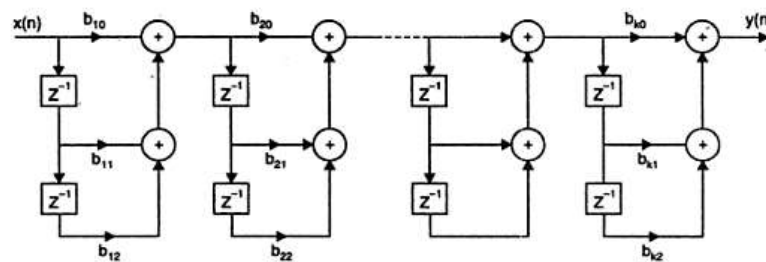 x(n) b10 + b20 + + bk0 + y(n
z⁻¹ z⁻¹ z⁻¹ z⁻¹
b11 + b21 + + bk1 +
z⁻¹ z⁻¹ z⁻¹ z⁻¹
b12 b22 bk2